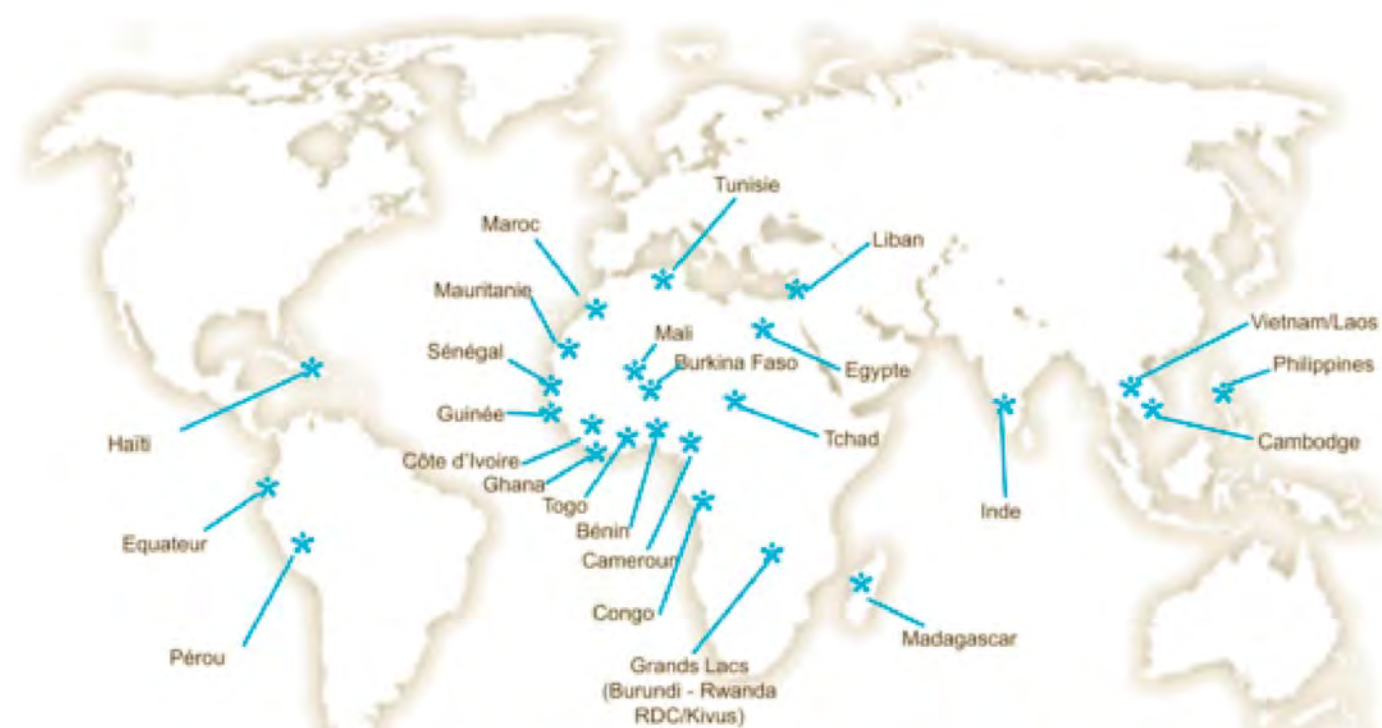 Tunisie
Maroc
Liban
Mauritanie
Mali
Vietnam/Laos
Sénégal
Burkina Faso
Egypte
Philippines
Guinée
Haïti
Tchad
Cambodge
Côte d'Ivoire
Ghana
Togo
Inde
Bénin
Equateur
Cameroun
Congo
Madagascar
Pérou
Grands Lacs
(Burundi - Rwanda
RDC/Kivus)